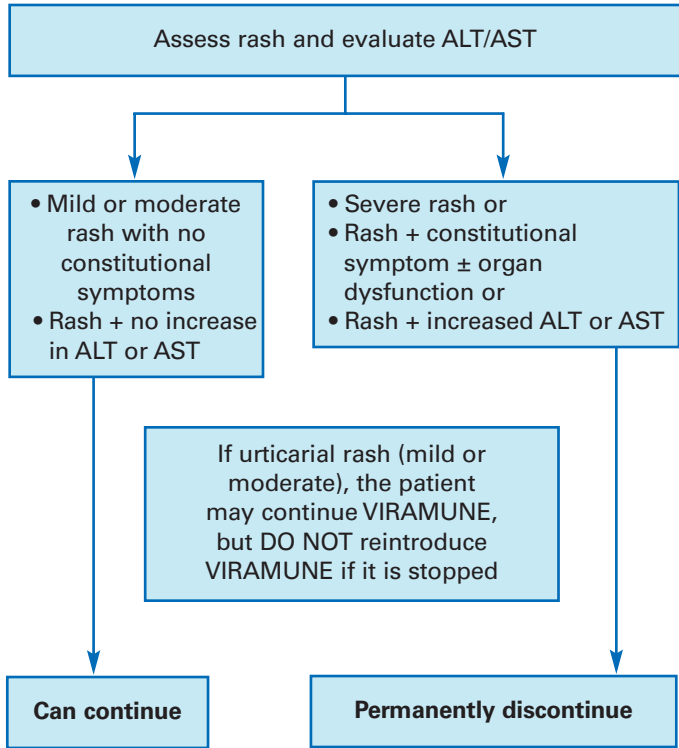 Assess rash and evaluate ALT/AST
• Mild or moderate
rash with no
constitutional
symptoms
• Rash + no increase
in ALT or AST
• Severe rash or
• Rash + constitutional
symptom ± organ
dysfunction or
• Rash + increased ALT or AST
If urticarial rash (mild or
moderate), the patient
may continue VIRAMUNE,
but DO NOT reintroduce
VIRAMUNE if it is stopped
Can continue
Permanently discontinue